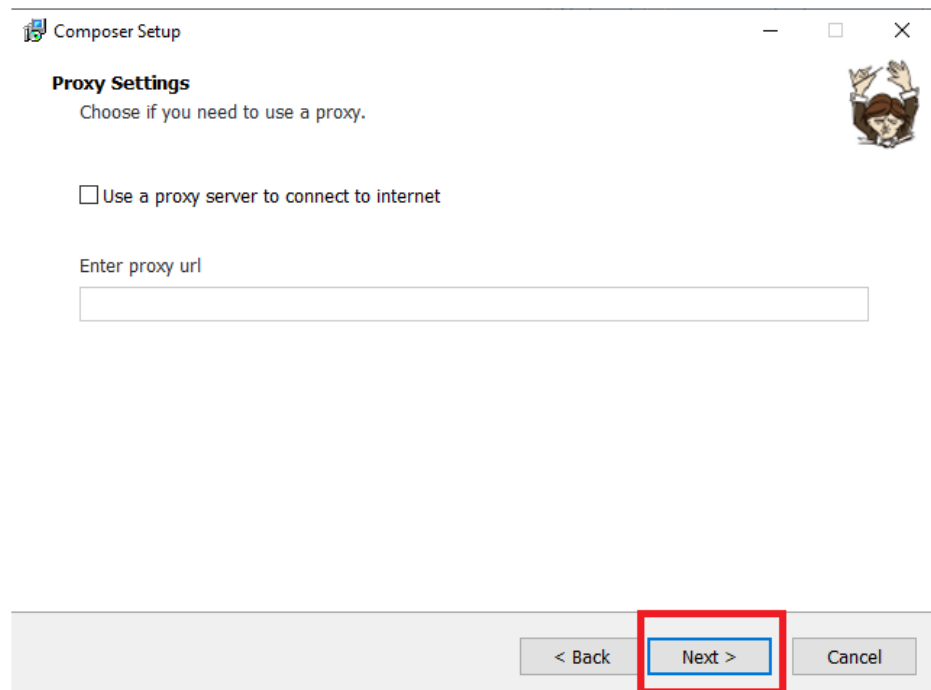 Composer Setup
Proxy Settings
Choose if you need to use a proxy.
Use a proxy server to connect to internet
Enter proxy url
< Back
Next >
Cancel